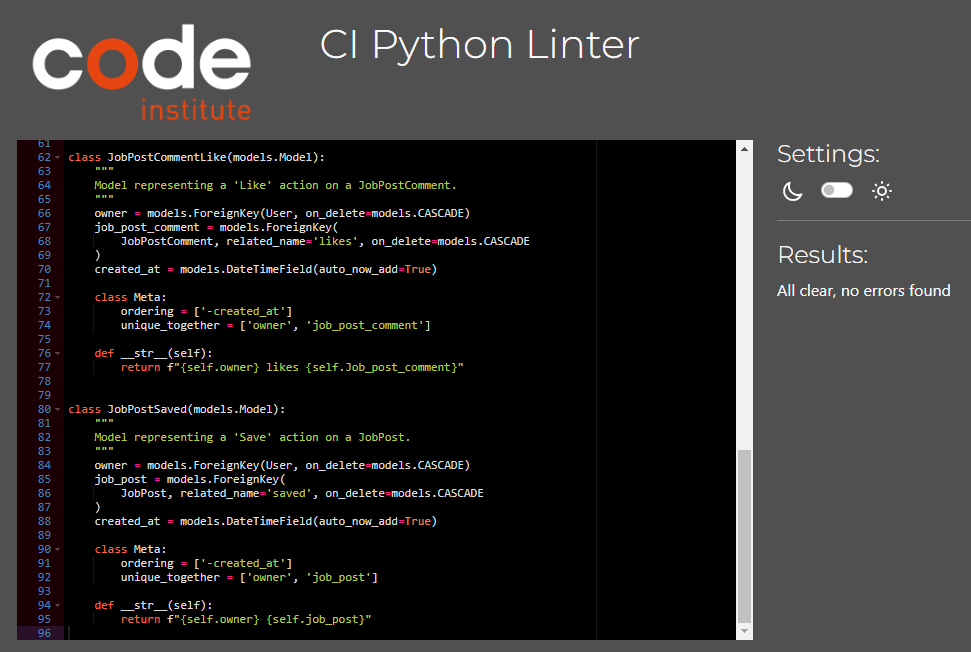 code
institute
CI Python Linter
61
62 class JobPostCommentLike(models.Model):
63 """
64 Model representing a 'Like' action on a JobPostComment.
65 """
66 owner = models.ForeignKey(User, on_delete=models.CASCADE)
67 job_post_comment = models.ForeignKey(
68 JobPostComment, related_name='likes', on_delete=models.CASCADE
69 )
70 created_at = models.DateTimeField(auto_now_add=True)
71
72 class Meta:
73 ordering = ['-created_at']
74 unique_together = ['owner', 'job_post_comment']
75
76 def __str__(self):
77 return f"{self.owner} likes {self.Job_post_comment}"
78
79
80 class JobPostSaved(models.Model):
81 """
82 Model representing a 'Save' action on a JobPost.
83 """
84 owner = models.ForeignKey(User, on_delete=models.CASCADE)
85 job_post = models.ForeignKey(
86 JobPost, related_name='saved', on_delete=models.CASCADE
87 )
88 created_at = models.DateTimeField(auto_now_add=True)
89
90 class Meta:
91 ordering = ['-created_at']
92 unique_together = ['owner', 'job_post']
93
94 def __str__(self):
95 return f"{self.owner} {self.job_post}"
96
Settings:
Results:
All clear, no errors found